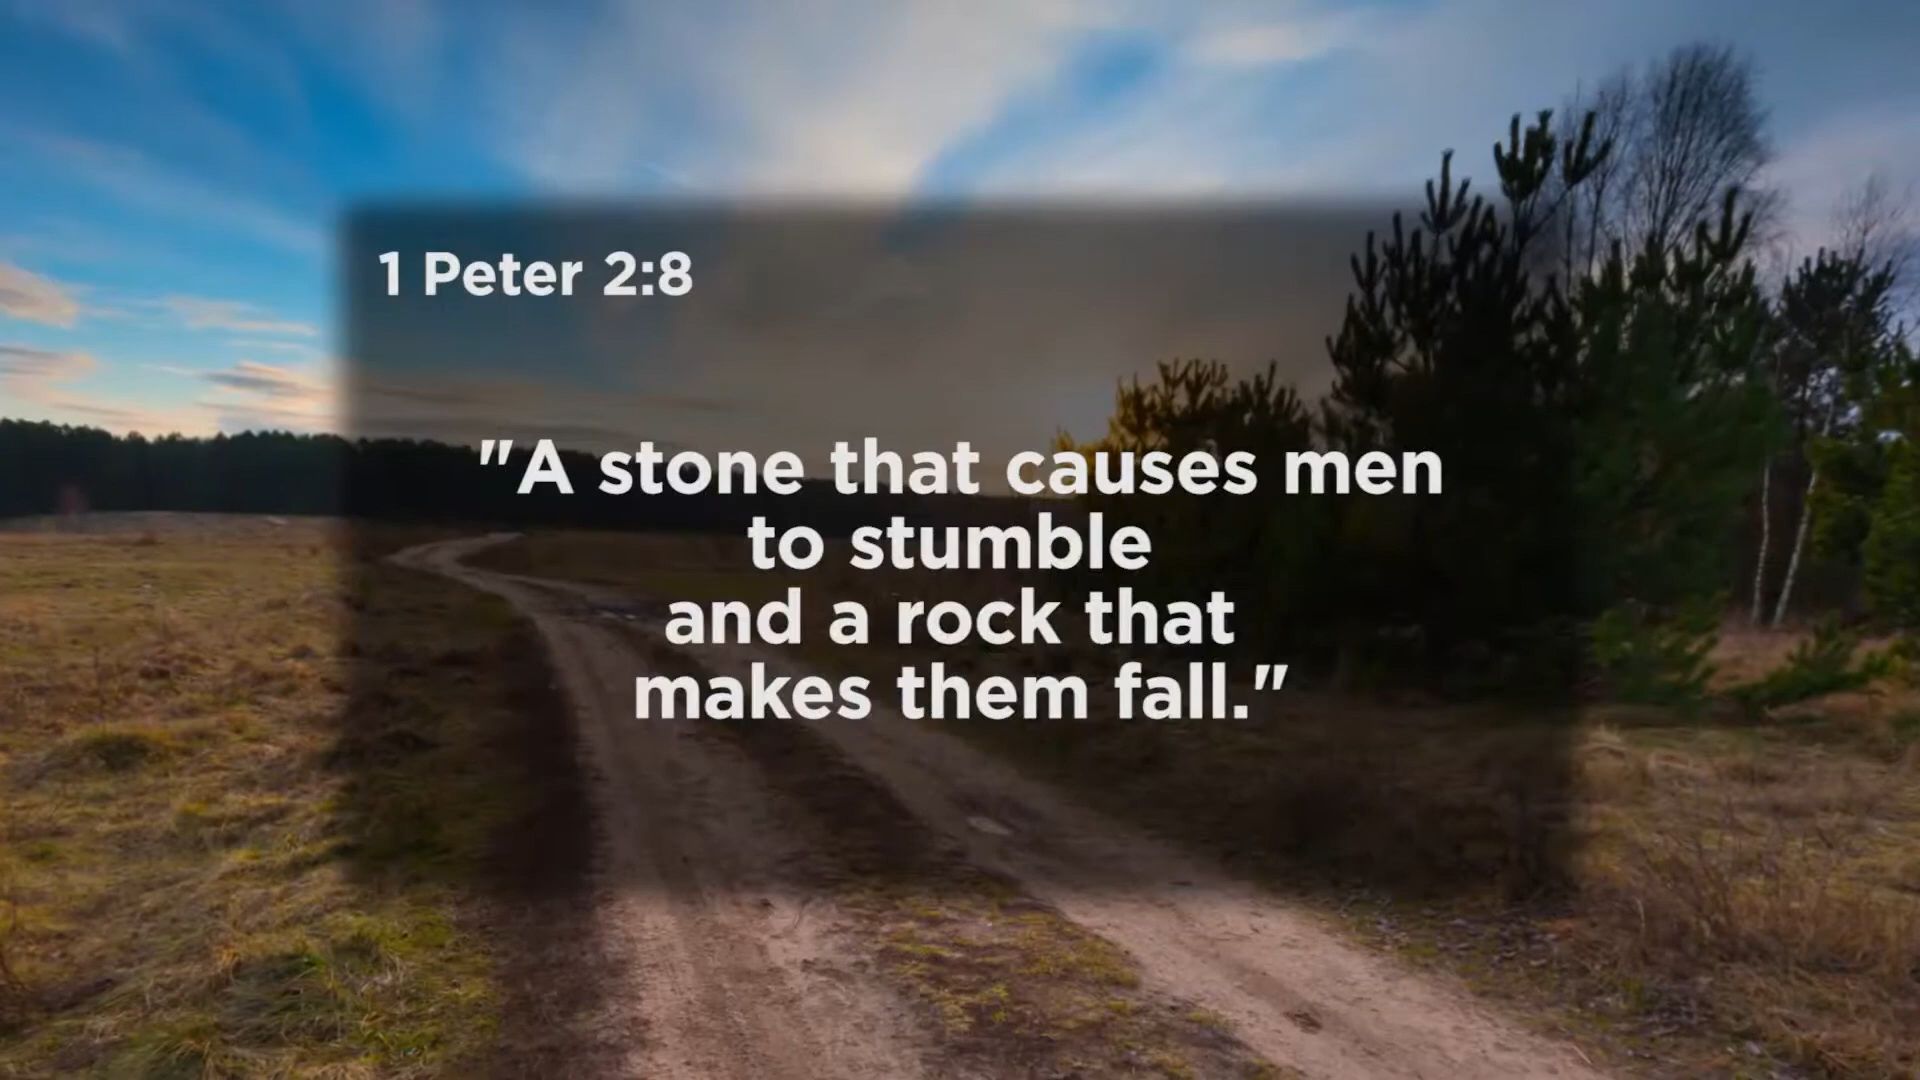 1 Peter 2:8
"A stone that causes men
to stumble
and a rock that
makes them fall."